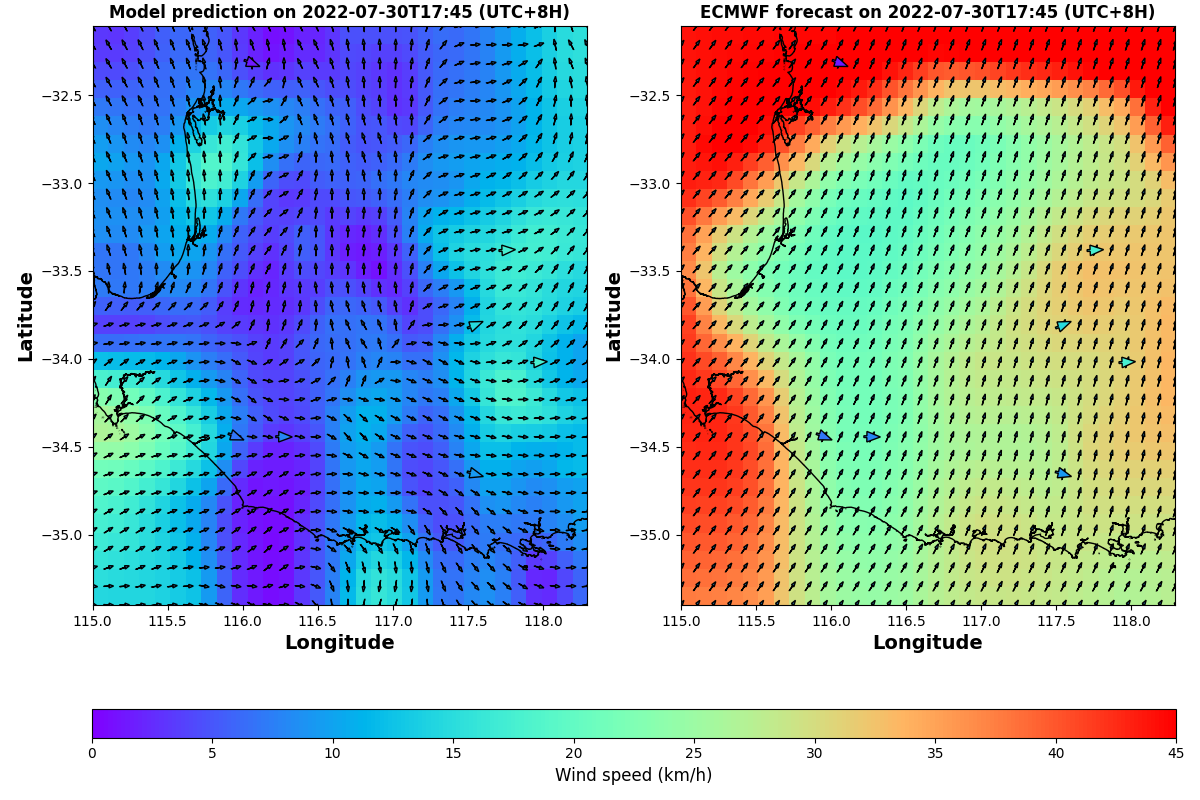 Model prediction on 2022-07-30T17:45 (UTC+8H)
ECMWF forecast on 2022-07-30T17:45 (UTC+8H)
Latitude
−32.5
−33.0
−33.5
−34.0
−34.5
−35.0
115.0 115.5 116.0 116.5 117.0 117.5 118.0
Longitude
Latitude
−32.5
−33.0
−33.5
−34.0
−34.5
−35.0
115.0 115.5 116.0 116.5 117.0 117.5 118.0
Longitude
0 5 10 15 20 25 30 35 40 45
Wind speed (km/h)